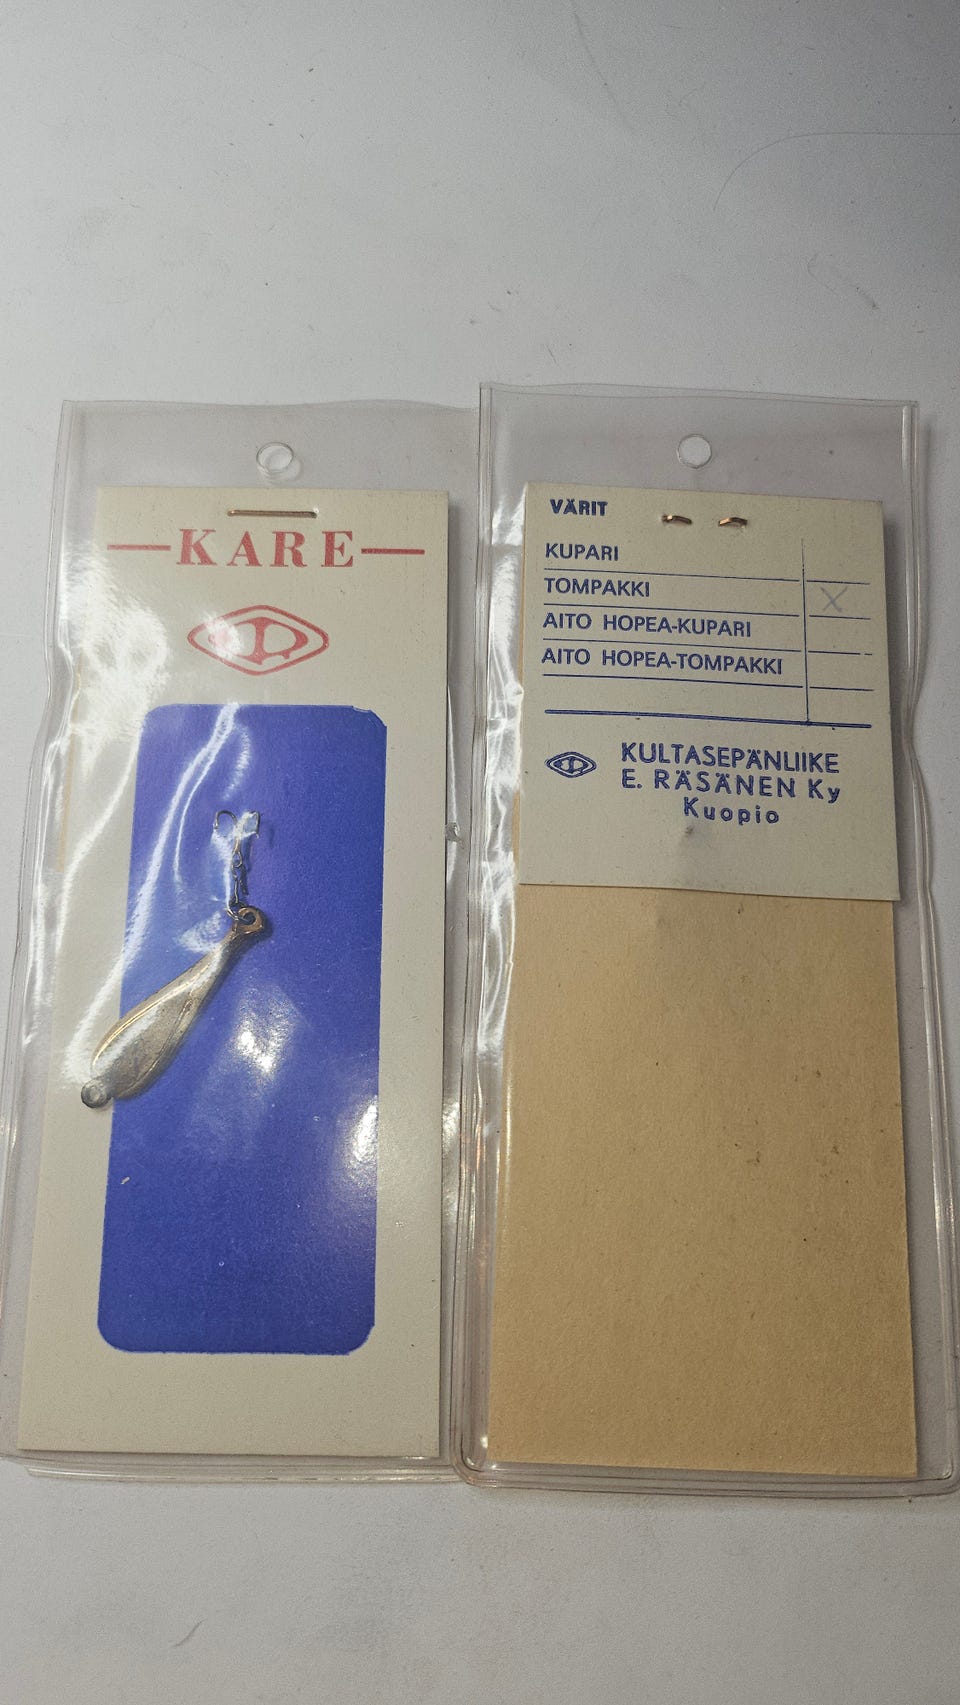 KARE
VÄRIT
KUPARI
TOMPAKKI X
AITO HOPEA-KUPARI
AITO HOPEA-TOMPAKKI
KULTASEPÄNLIIKE
E. RÄSÄNEN Ky
Kuopio